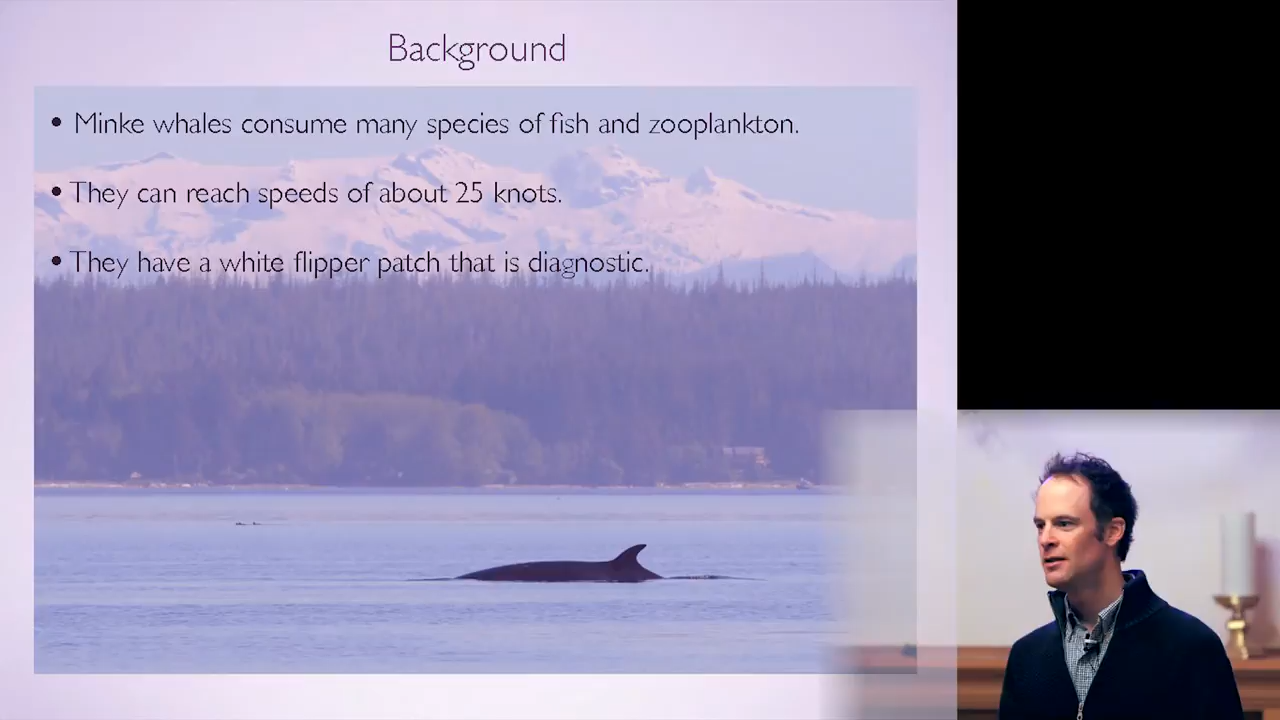 Background
• Minke whales consume many species of fish and zooplankton.
• They can reach speeds of about 25 knots.
• They have a white flipper patch that is diagnostic.